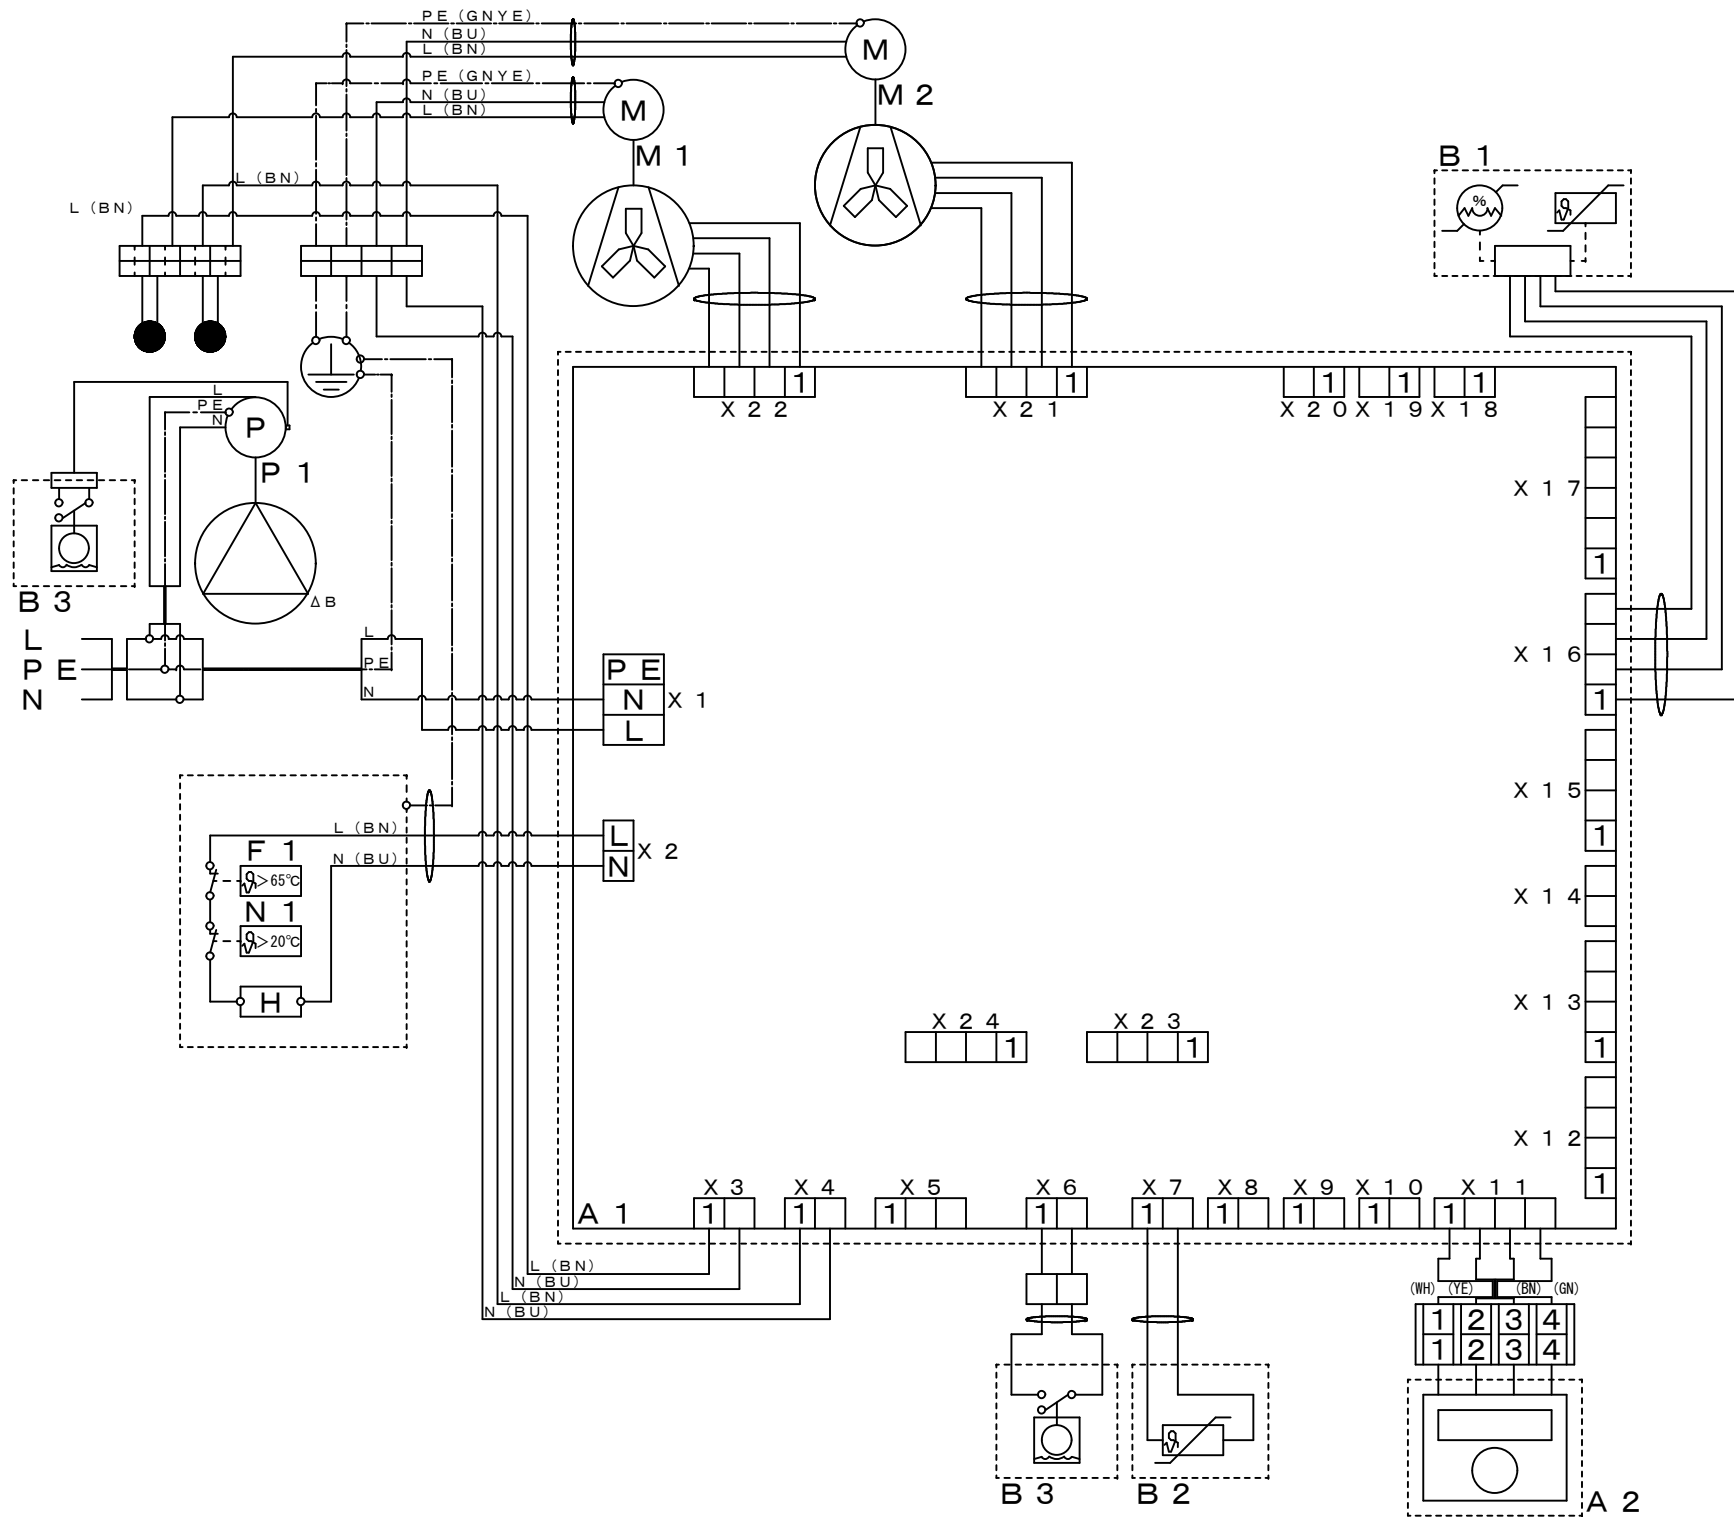 PE (GNYE)
N (BU)
L (BN)
M
M 2
PE (GNYE)
N (BU)
L (BN)
M
M 1
B 1
%
L (BN)
L (BN)
X 2 2
1
X 2 1
1
X 2 0
1
X 1 9
1
X 1 8
1
L
PE
N
P
P 1
Δ B
B 3
X 1 7
1
L
P E
N
L
PE
N
P E
N
L
X 1
X 1 6
1
L (BN)
N (BU)
L
N
X 2
F 1
ϑ > 65℃
N 1
ϑ > 20℃
H
X 1 5
1
X 1 4
X 1 3
1
X 2 4
1
X 2 3
1
X 1 2
1
A 1
X 3
1
X 4
1
X 5
1
X 6
1
X 7
1
X 8
1
X 9
1
X 1 0
1
X 1 1
1
L (BN)
N (BU)
L (BN)
N (BU)
(WH) (YE) (BN) (GN)
1 2 3 4
1 2 3 4
ϑ
B 3
B 2
A 2